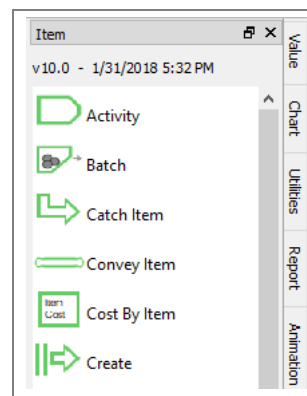 Item
v10.0 - 1/31/2018 5:32 PM
Activity
Batch
Catch Item
Convey Item
Item
Cost
Cost By Item
Create
Value
Chart
Utilities
Report
Animation